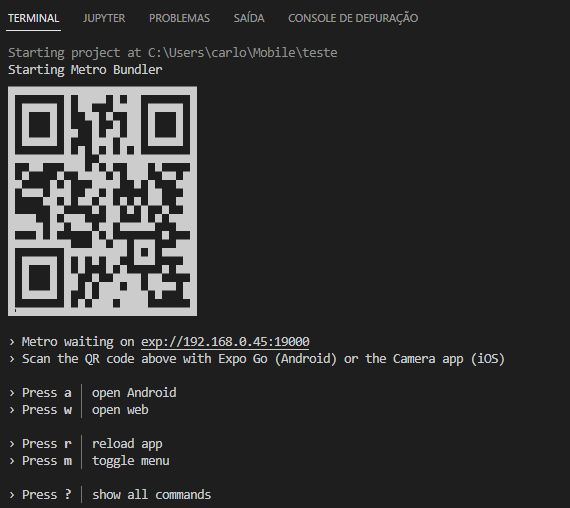 TERMINAL JUPYTER PROBLEMAS SAÍDA CONSOLE DE DEPURAÇÃO
Starting project at C:\Users\carlo\Mobile\teste
Starting Metro Bundler
› Metro waiting on exp://192.168.0.45:19000
› Scan the QR code above with Expo Go (Android) or the Camera app (iOS)
› Press a │ open Android
› Press w │ open web
› Press r │ reload app
› Press m │ toggle menu
› Press ? │ show all commands